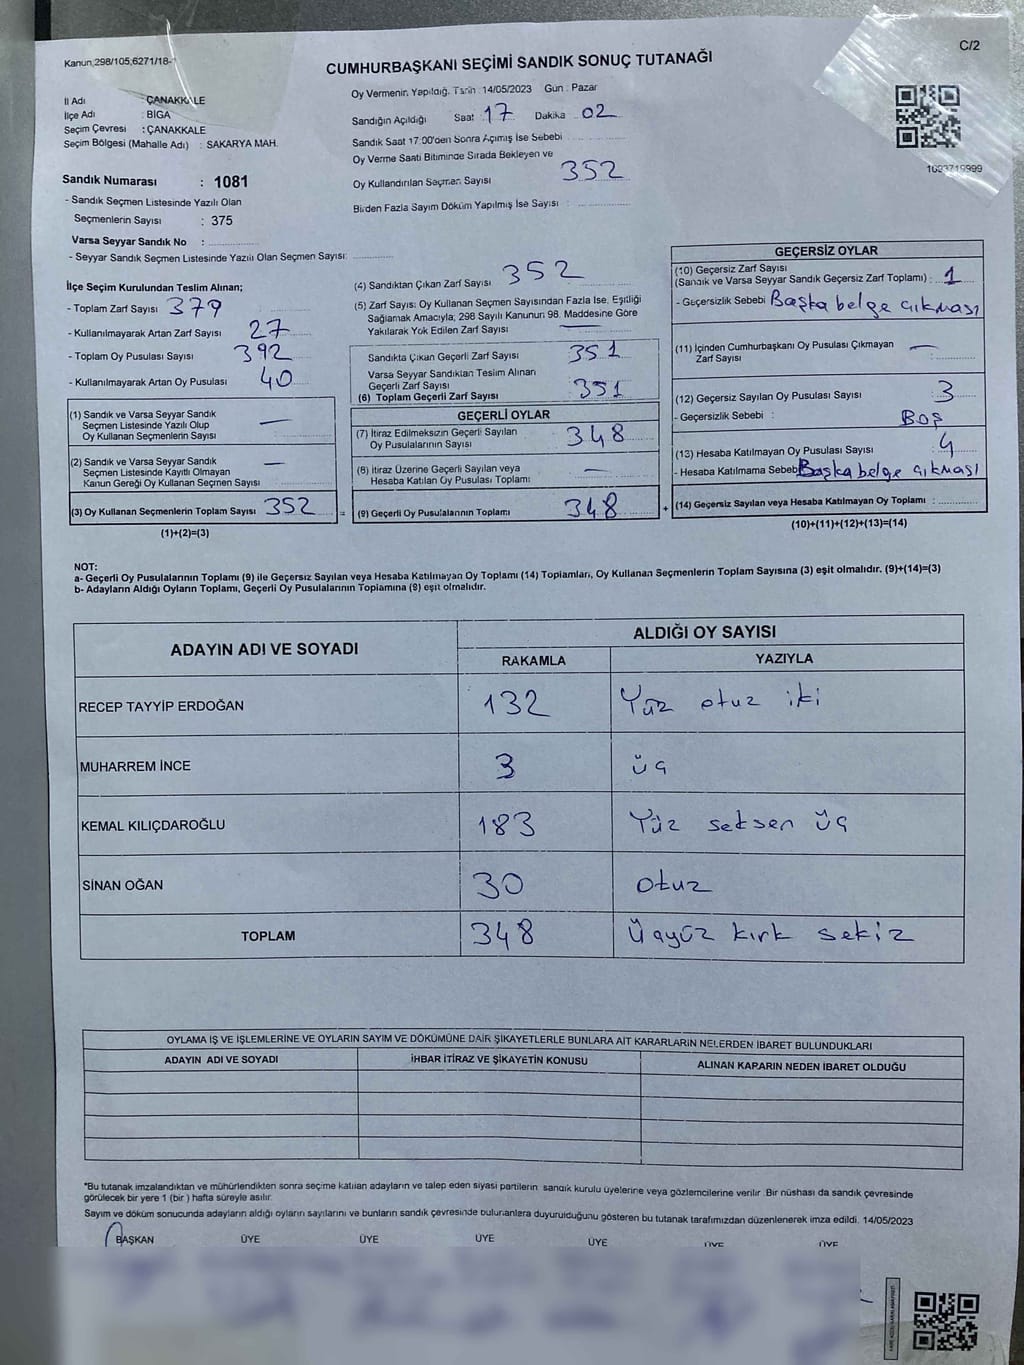 Kanun;298/105,6271/18-
CUMHURBAŞKANI SEÇİMİ SANDIK SONUÇ TUTANAĞI
C/2
İl Adı : ÇANAKKALE
İlçe Adı : BİGA
Seçim Çevresi : ÇANAKKALE
Seçim Bölgesi (Mahalle Adı) : SAKARYA MAH.
Oy Vermenin Yapıldığı Tarih : 14/05/2023 Gün : Pazar
Sandığın Açıldığı Saat : 17 Dakika : 02
Sandık Saat 17:00'den Sonra Açılmış İse Sebebi :
Oy Verme Saati Bitiminde Sırada Bekleyen ve
Oy Kullandırılan Seçmen Sayısı : 352
Birden Fazla Sayım Döküm Yapılmış İse Sayısı :
Sandık Numarası : 1081
- Sandık Seçmen Listesinde Yazılı Olan
Seçmenlerin Sayısı : 375
Varsa Seyyar Sandık No :
- Seyyar Sandık Seçmen Listesinde Yazılı Olan Seçmen Sayısı:
İlçe Seçim Kurulundan Teslim Alınan;
- Toplam Zarf Sayısı 379
- Kullanılmayarak Artan Zarf Sayısı 27
- Toplam Oy Pusulası Sayısı 392
- Kullanılmayarak Artan Oy Pusulası 40
(1) Sandık ve Varsa Seyyar Sandık
Seçmen Listesinde Yazılı Olup
Oy Kullanan Seçmenlerin Sayısı —
(2) Sandık ve Varsa Seyyar Sandık
Seçmen Listesinde Kayıtlı Olmayan
Kanun Gereği Oy Kullanan Seçmen Sayısı —
(3) Oy Kullanan Seçmenlerin Toplam Sayısı 352 =
(1)+(2)=(3)
(4) Sandıktan Çıkan Zarf Sayısı 352
(5) Zarf Sayısı; Oy Kullanan Seçmen Sayısından Fazla İse, Eşitliği
Sağlamak Amacıyla; 298 Sayılı Kanunun 98. Maddesine Göre
Yakılarak Yok Edilen Zarf Sayısı —
Sandıkta Çıkan Geçerli Zarf Sayısı 351
Varsa Seyyar Sandıktan Teslim Alınan
Geçerli Zarf Sayısı
(6) Toplam Geçerli Zarf Sayısı 351
GEÇERLİ OYLAR
(7) İtiraz Edilmeksizin Geçerli Sayılan
Oy Pusulalarının Sayısı 348
(8) İtiraz Üzerine Geçerli Sayılan veya
Hesaba Katılan Oy Pusulası Toplamı —
(9) Geçerli Oy Pusulalarının Toplamı 348 +
GEÇERSİZ OYLAR
(10) Geçersiz Zarf Sayısı
(Sandık ve Varsa Seyyar Sandık Geçersiz Zarf Toplamı) : 1
- Geçersizlik Sebebi Başka belge çıkması
(11) İçinden Cumhurbaşkanı Oy Pusulası Çıkmayan
Zarf Sayısı —
(12) Geçersiz Sayılan Oy Pusulası Sayısı 3
- Geçersizlik Sebebi : BOŞ
(13) Hesaba Katılmayan Oy Pusulası Sayısı 4
- Hesaba Katılmama Sebebi Başka belge çıkması
(14) Geçersiz Sayılan veya Hesaba Katılmayan Oy Toplamı :
(10)+(11)+(12)+(13)=(14)
NOT:
a- Geçerli Oy Pusulalarının Toplamı (9) ile Geçersiz Sayılan veya Hesaba Katılmayan Oy Toplamı (14) Toplamları, Oy Kullanan Seçmenlerin Toplam Sayısına (3) eşit olmalıdır. (9)+(14)=(3)
b- Adayların Aldığı Oyların Toplamı, Geçerli Oy Pusulalarının Toplamına (9) eşit olmalıdır.
ADAYIN ADI VE SOYADI
ALDIĞI OY SAYISI
RAKAMLA YAZIYLA
RECEP TAYYİP ERDOĞAN 132 Yüz otuz iki
MUHARREM İNCE 3 üç
KEMAL KILIÇDAROĞLU 183 Yüz seksen üç
SİNAN OĞAN 30 otuz
TOPLAM 348 Üçyüz kırk sekiz
OYLAMA İŞ VE İŞLEMLERİNE VE OYLARIN SAYIM VE DÖKÜMÜNE DAİR ŞİKAYETLERLE BUNLARA AİT KARARLARIN NELERDEN İBARET BULUNDUKLARI
ADAYIN ADI VE SOYADI İHBAR İTİRAZ VE ŞİKAYETİN KONUSU ALINAN KARARIN NEDEN İBARET OLDUĞU
*Bu tutanak imzalandıktan ve mühürlendikten sonra seçime katılan adayların ve talep eden siyasi partilerin sandık kurulu üyelerine veya gözlemcilerine verilir. Bir nüshası da sandık çevresinde
görülecek bir yere 1 (bir) hafta süreyle asılır.
Sayım ve döküm sonucunda adayların aldığı oyların sayılarını ve bunların sandık çevresinde bulunanlara duyurulduğunu gösteren bu tutanak tarafımızdan düzenlenerek imza edildi. 14/05/2023
BAŞKAN ÜYE ÜYE ÜYE ÜYE ÜYE ÜYE